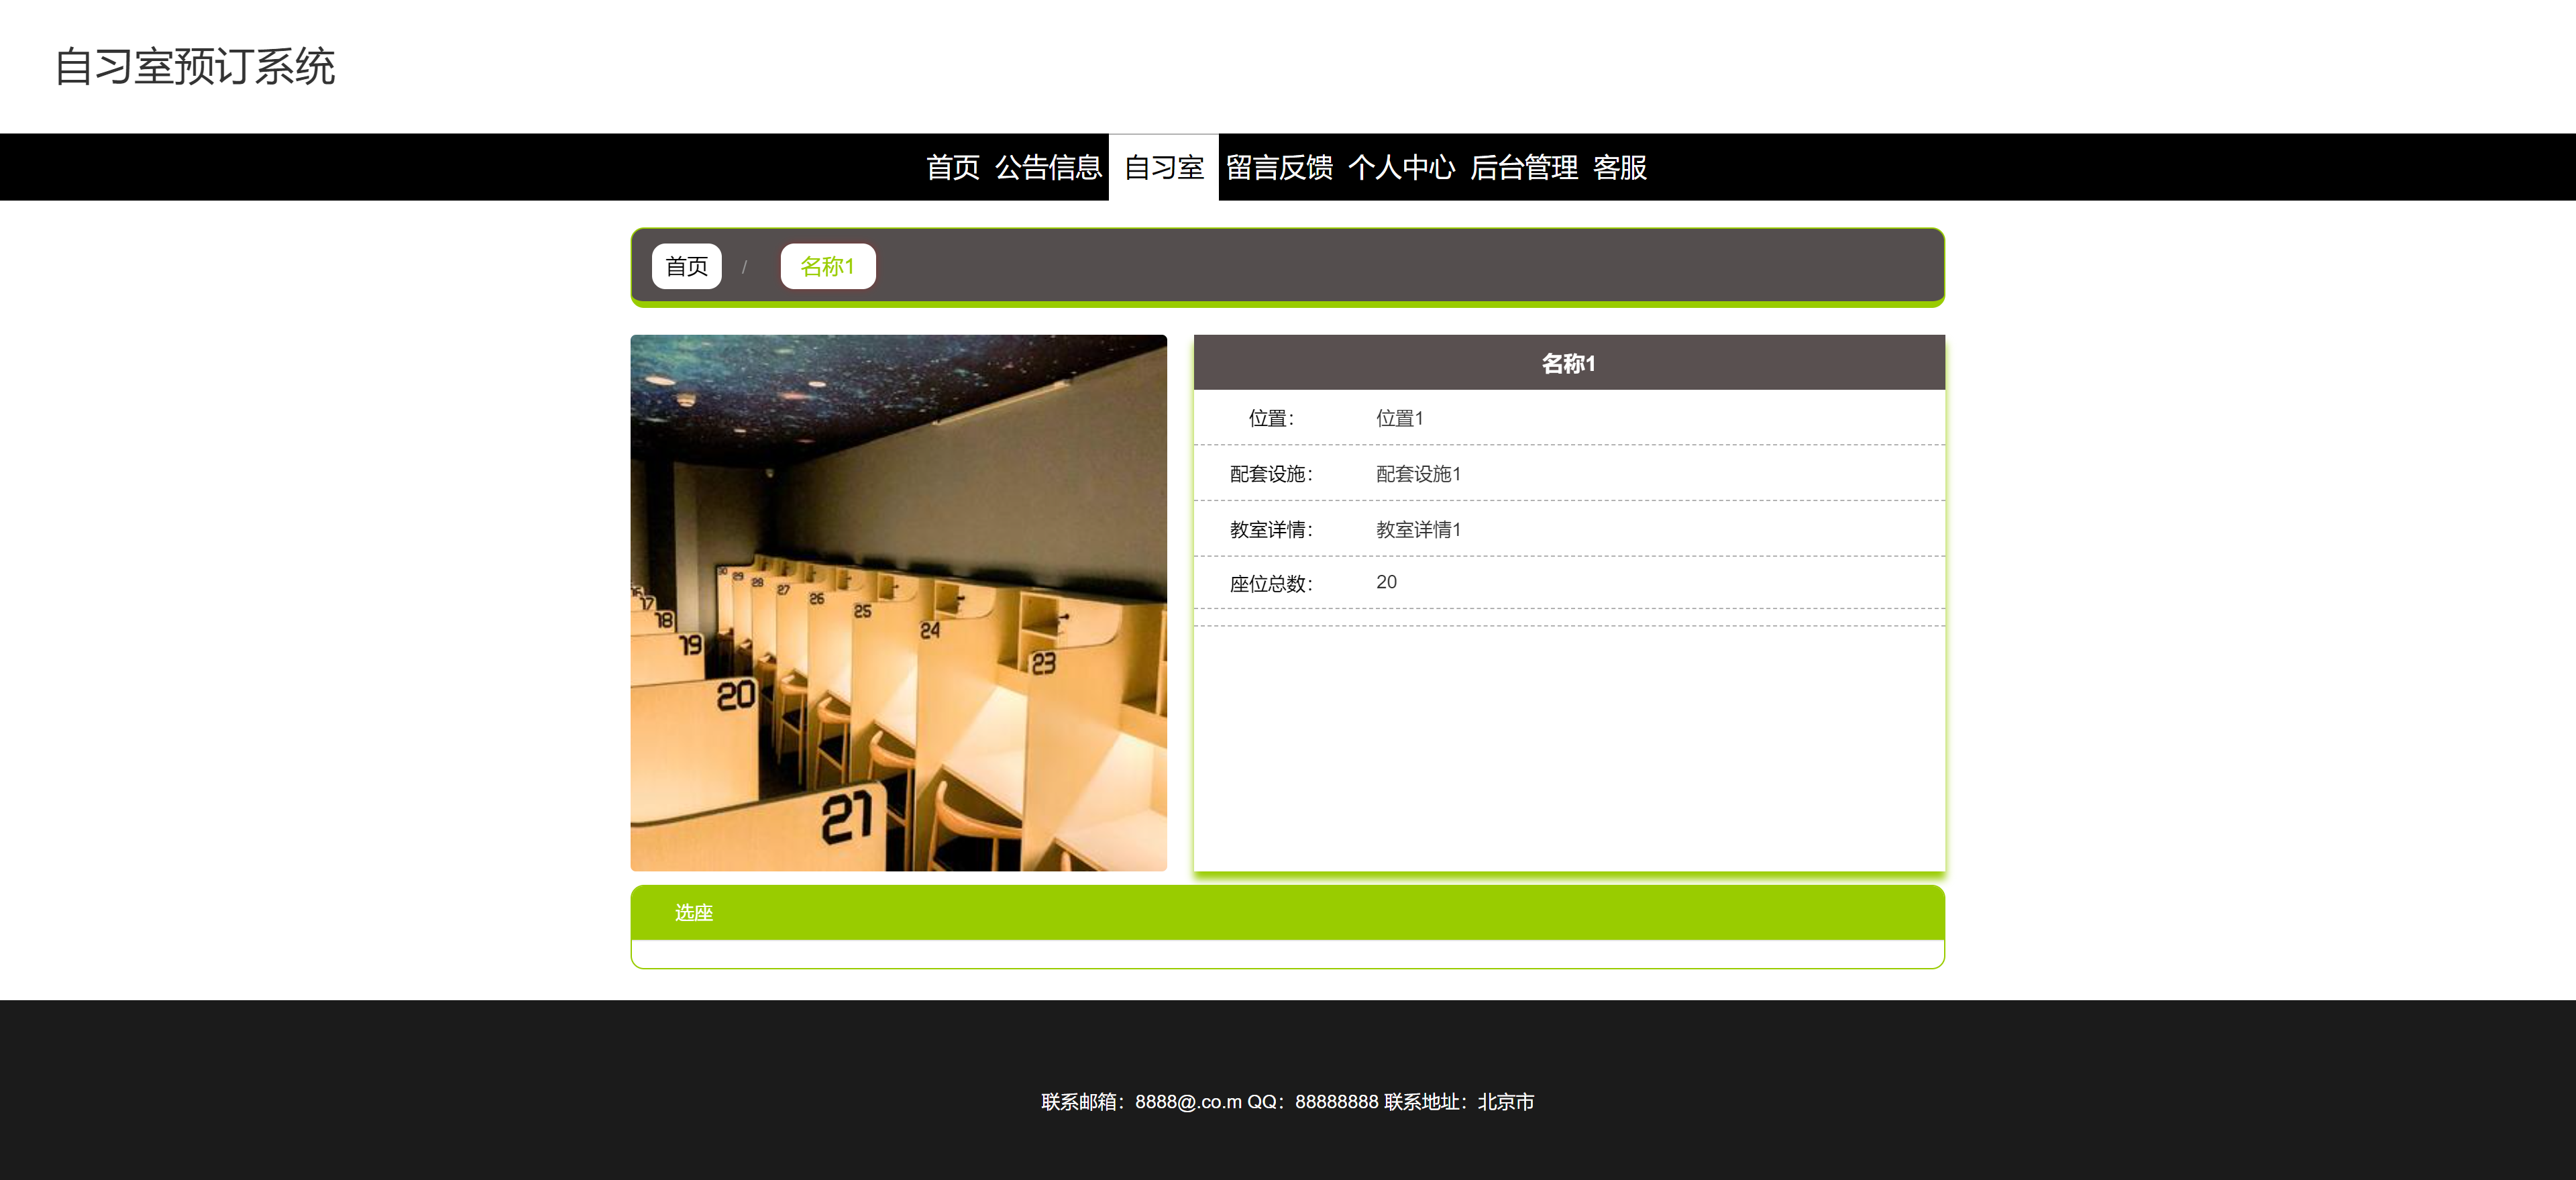 自习室预订系统
首页 公告信息 自习室 留言反馈 个人中心 后台管理 客服
首页 / 名称1
名称1
位置： 位置1
配套设施： 配套设施1
教室详情： 教室详情1
座位总数： 20
30 29 28 27 26 25 24 23
17
18
19
20
21
选座
联系邮箱：8888@.co.m QQ：88888888 联系地址：北京市